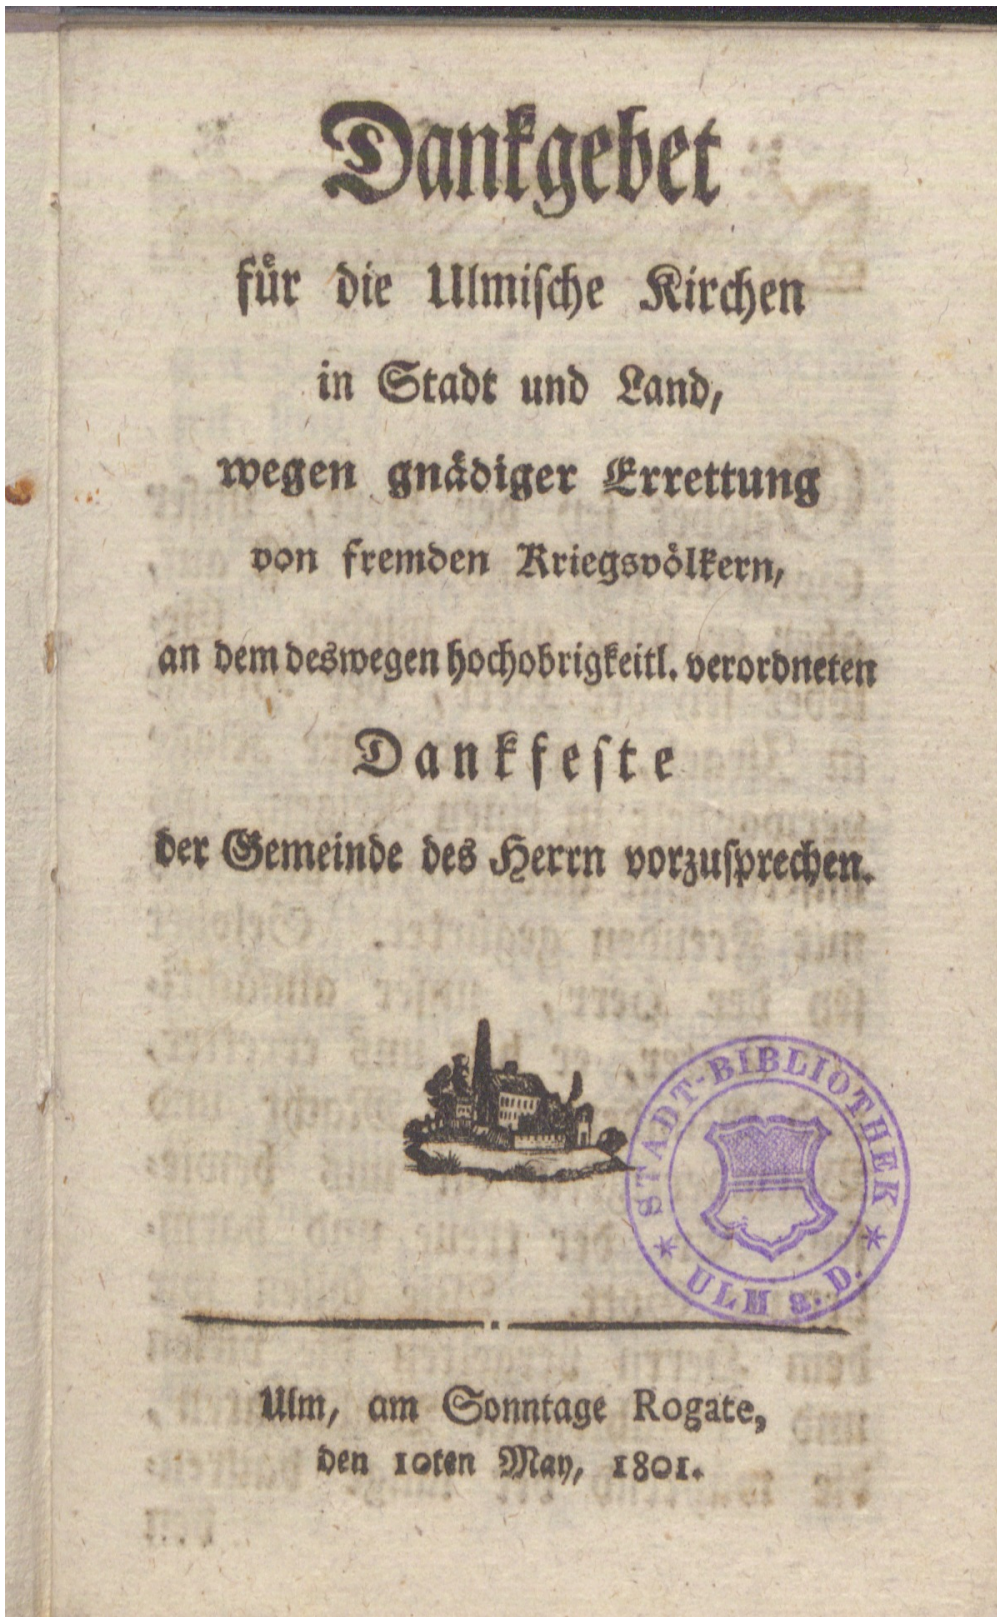 Dankgebet
für die Ulmische Kirchen
in Stadt und Land,
wegen gnädiger Errettung
von fremden Kriegsvölkern,
an dem deswegen hochobrigkeitl. verordneten
Dankfeste
der Gemeinde des Herrn vorzusprechen.
STADT-BIBLIOTHEK
* ULM a. D. *
Ulm, am Sonntage Rogate,
den 10ten May, 1801.